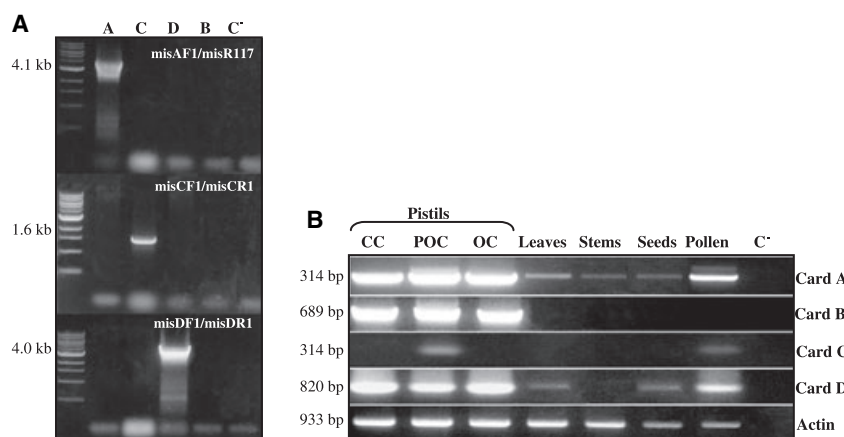 A
A C D B C-
misAF1/misR117
4.1 kb
misCF1/misCR1
1.6 kb
misDF1/misDR1
4.0 kb
B
Pistils
CC POC OC Leaves Stems Seeds Pollen C-
314 bp Card A
689 bp Card B
314 bp Card C
820 bp Card D
933 bp Actin